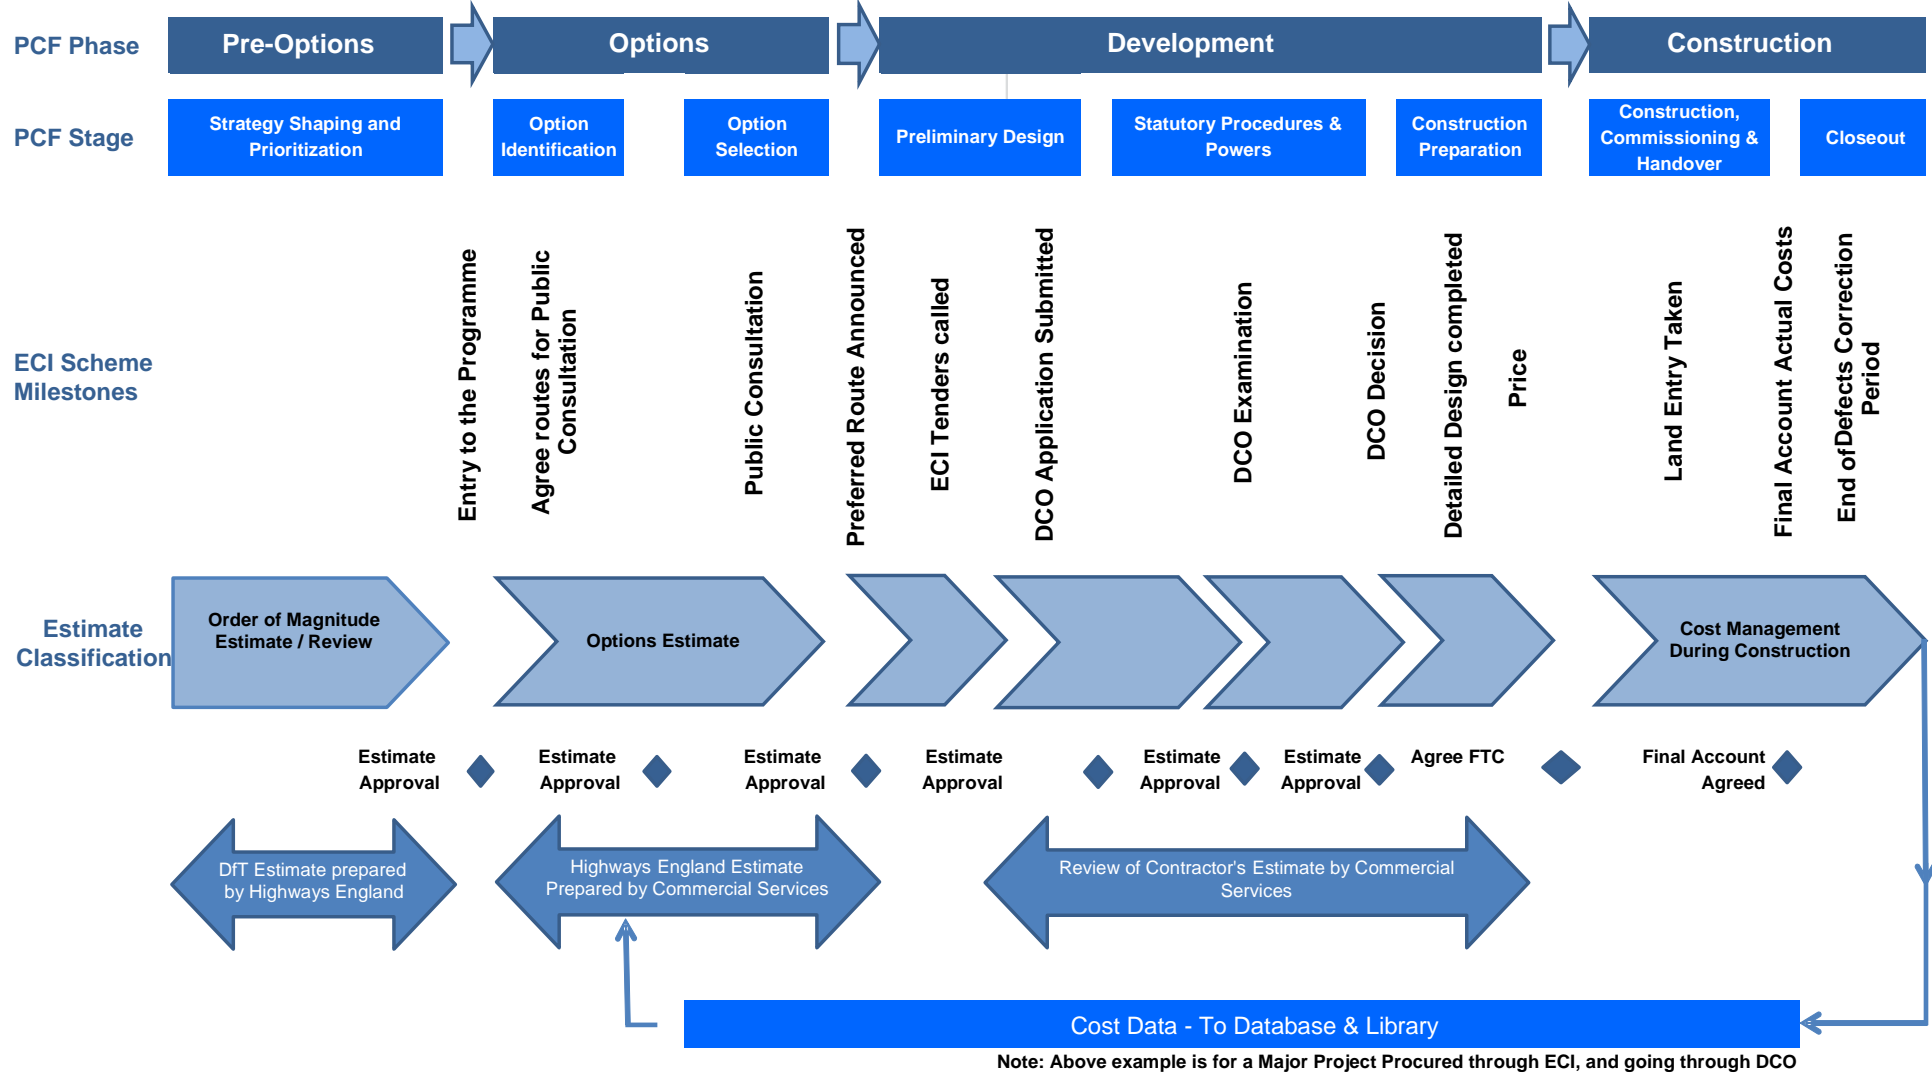 PCF Phase
Pre-Options
Options
Development
Construction
PCF Stage
Strategy Shaping and
Prioritization
Option
Identification
Option
Selection
Preliminary Design
Statutory Procedures &
Powers
Construction
Preparation
Construction,
Commissioning &
Handover
Closeout
ECI Scheme
Milestones
Entry to the Programme
Agree routes for Public
Consultation
Public Consultation
Preferred Route Announced
ECI Tenders called
DCO Application Submitted
DCO Examination
DCO Decision
Detailed Design completed
Price
Land Entry Taken
Final Account Actual Costs
End of Defects Correction
Period
Estimate
Classification
Order of Magnitude
Estimate / Review
Options Estimate
Cost Management
During Construction
Estimate
Approval
Estimate
Approval
Estimate
Approval
Estimate
Approval
Estimate
Approval
Estimate
Approval
Agree FTC
Final Account
Agreed
DfT Estimate prepared
by Highways England
Highways England Estimate
Prepared by Commercial Services
Review of Contractor's Estimate by Commercial
Services
Cost Data - To Database & Library
Note: Above example is for a Major Project Procured through ECI, and going through DCO